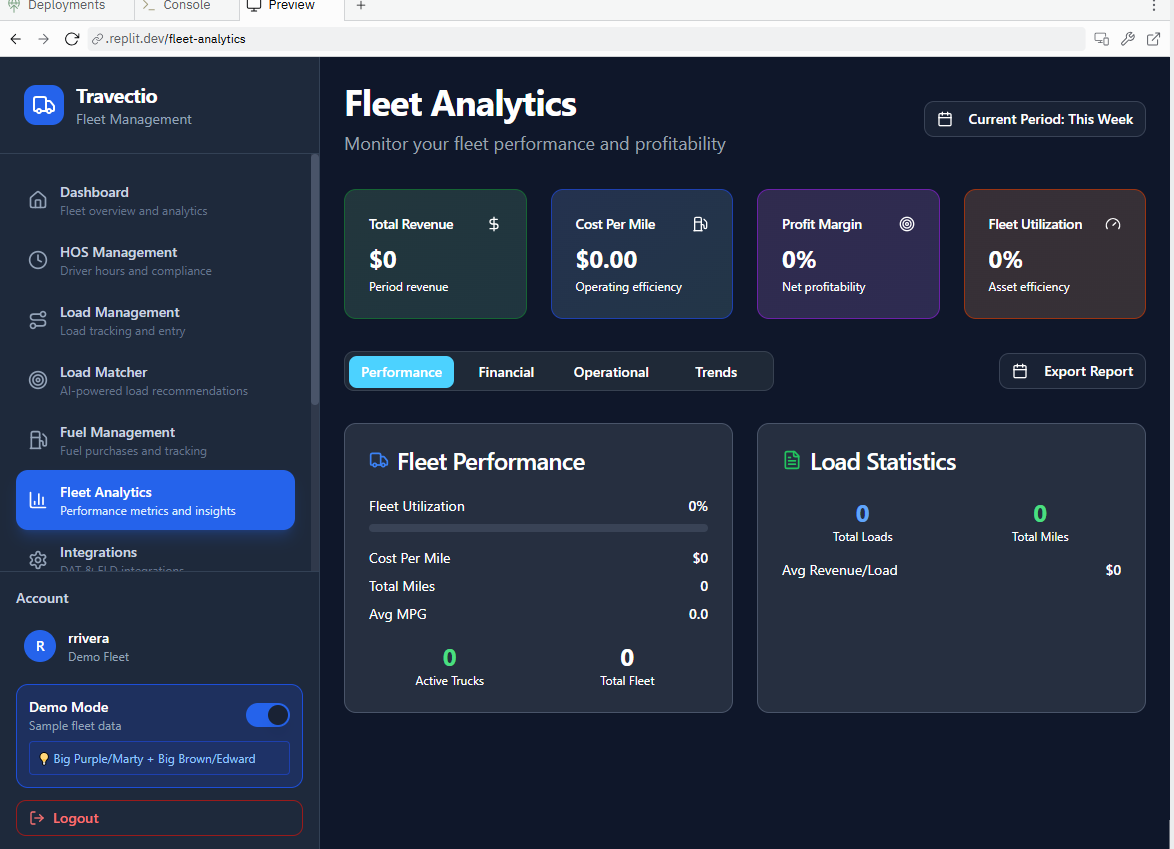 Deployments
Console
Preview
.replit.dev/fleet-analytics
Travectio
Fleet Management
Dashboard
Fleet overview and analytics
HOS Management
Driver hours and compliance
Load Management
Load tracking and entry
Load Matcher
AI-powered load recommendations
Fuel Management
Fuel purchases and tracking
Fleet Analytics
Performance metrics and insights
Integrations
DAT & ELD integrations
Account
R
rrivera
Demo Fleet
Demo Mode
Sample fleet data
💡 Big Purple/Marty + Big Brown/Edward
Logout
Fleet Analytics
Monitor your fleet performance and profitability
Current Period: This Week
Total Revenue
$0
Period revenue
Cost Per Mile
$0.00
Operating efficiency
Profit Margin
0%
Net profitability
Fleet Utilization
0%
Asset efficiency
Performance Financial Operational Trends
Export Report
Fleet Performance
Fleet Utilization 0%
Cost Per Mile $0
Total Miles 0
Avg MPG 0.0
0
Active Trucks
0
Total Fleet
Load Statistics
0
Total Loads
0
Total Miles
Avg Revenue/Load $0